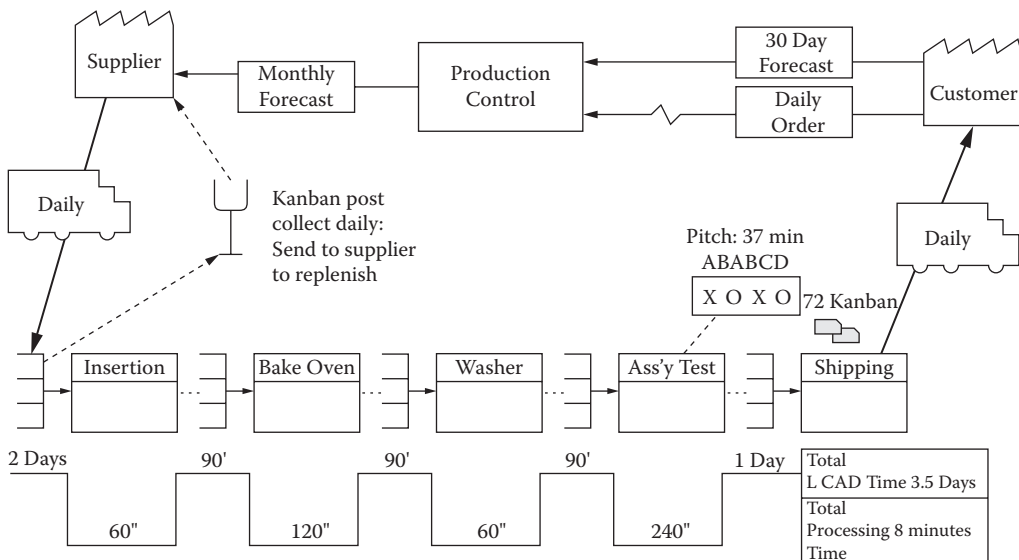 Supplier
Monthly
Forecast
Production
Control
30 Day
Forecast
Daily
Order
Customer
Daily
Kanban post
collect daily:
Send to supplier
to replenish
Pitch: 37 min
ABABCD
X O X O
72 Kanban
Daily
Insertion
Bake Oven
Washer
Ass'y Test
Shipping
2 Days
90'
90'
90'
1 Day
60"
120"
60"
240"
Total
L CAD Time 3.5 Days
Total
Processing 8 minutes
Time